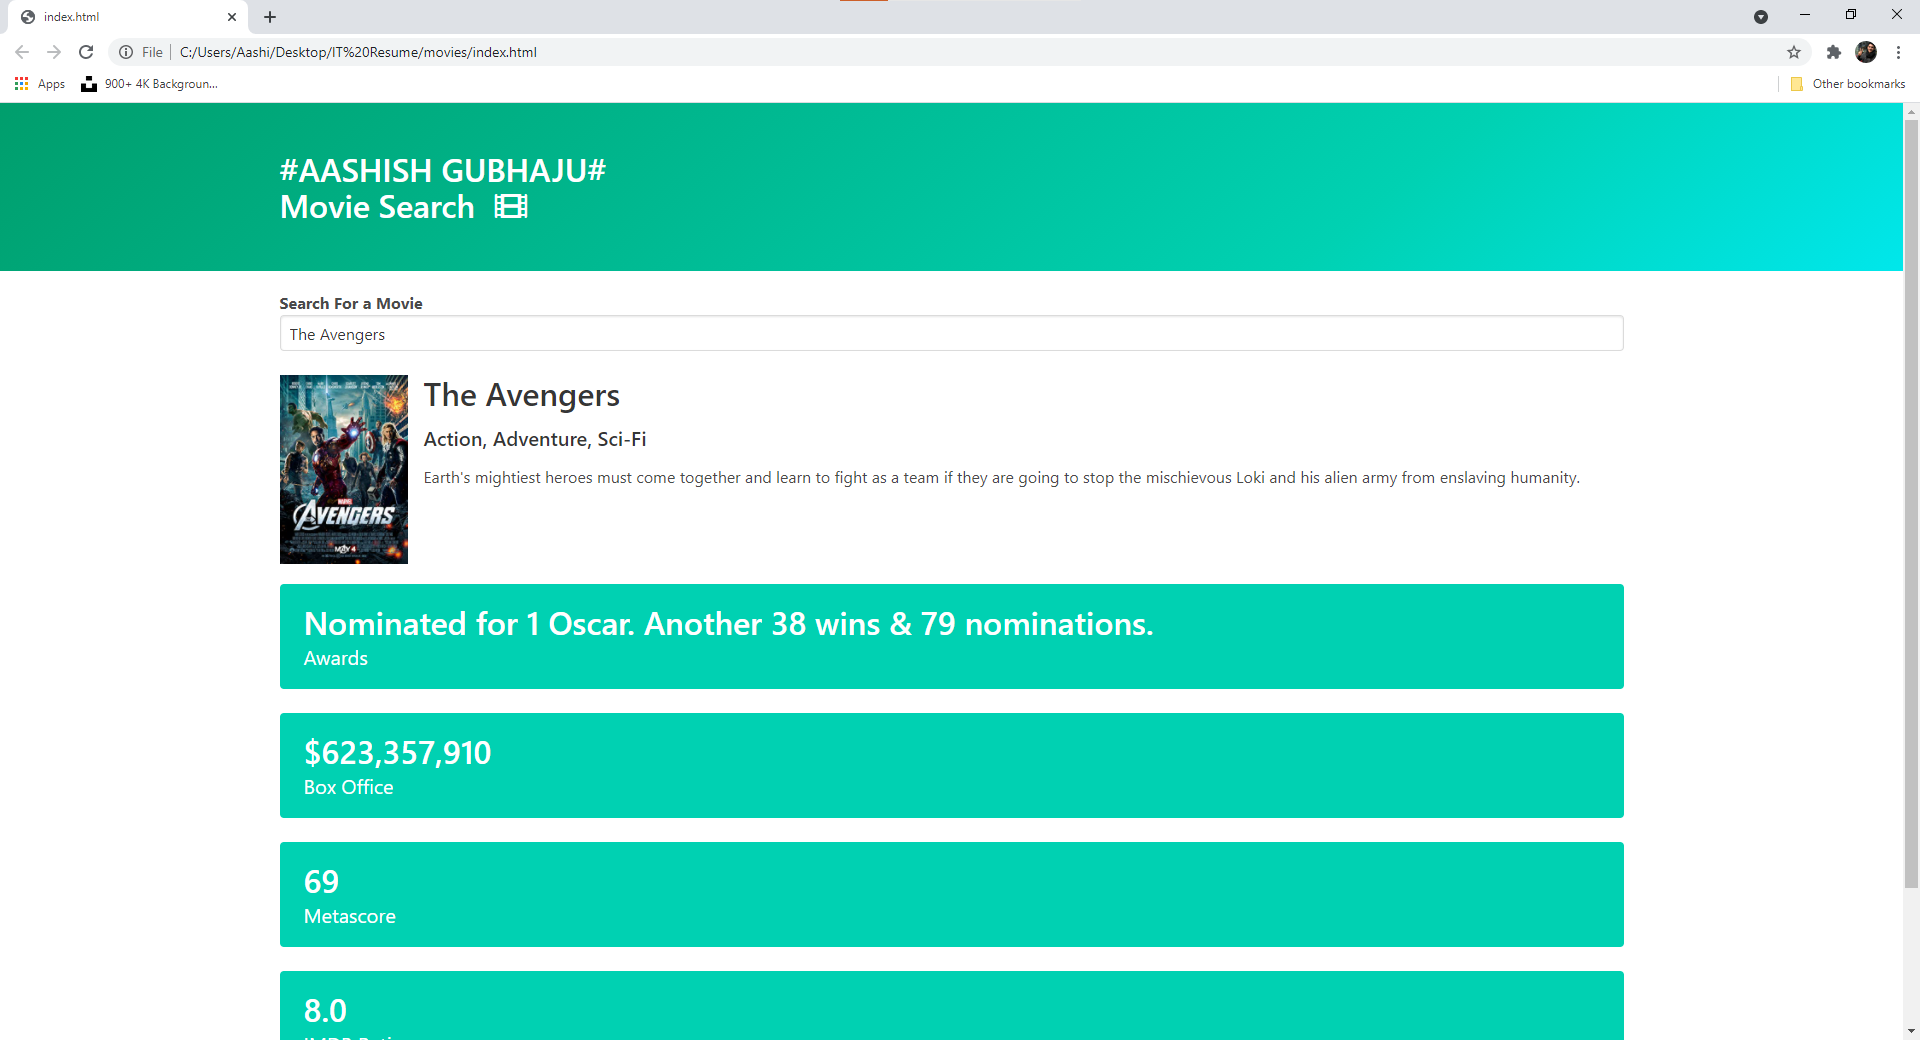 index.html
File
C:/Users/Aashi/Desktop/IT%20Resume/movies/index.html
Apps
900+ 4K Backgroun...
Other bookmarks
#AASHISH GUBHAJU#
Movie Search
Search For a Movie
The Avengers
The Avengers
Action, Adventure, Sci-Fi
Earth's mightiest heroes must come together and learn to fight as a team if they are going to stop the mischievous Loki and his alien army from enslaving humanity.
MARVEL
AVENGERS
MAY 4
Nominated for 1 Oscar. Another 38 wins & 79 nominations.
Awards
$623,357,910
Box Office
69
Metascore
8.0